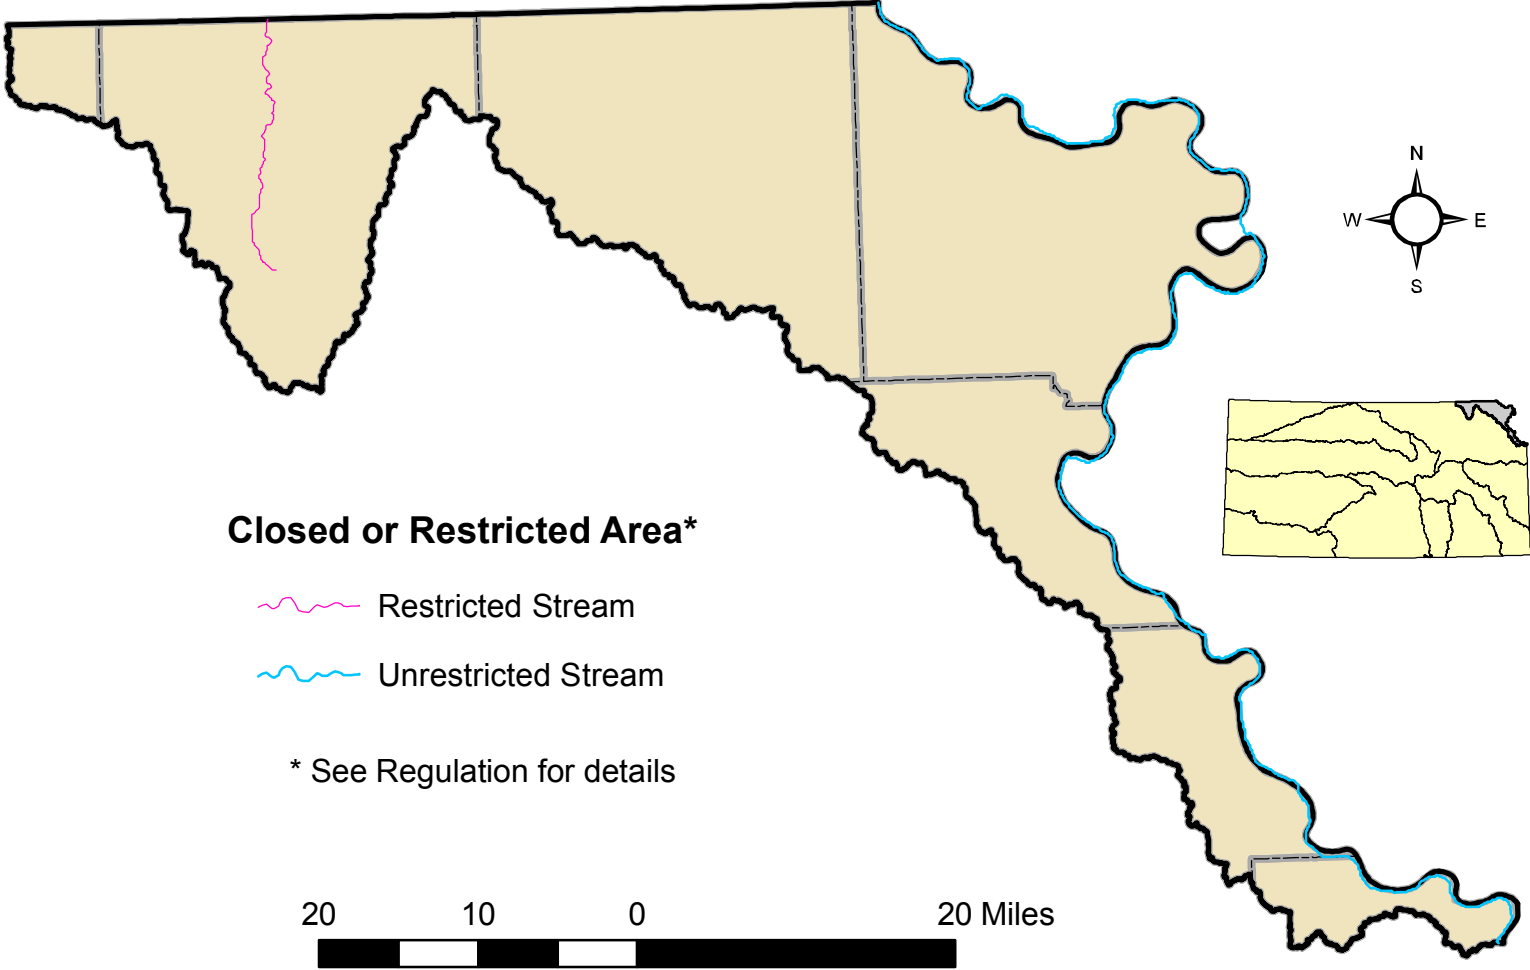 N
W E
S
Closed or Restricted Area*
Restricted Stream
Unrestricted Stream
* See Regulation for details
20 10 0 20 Miles